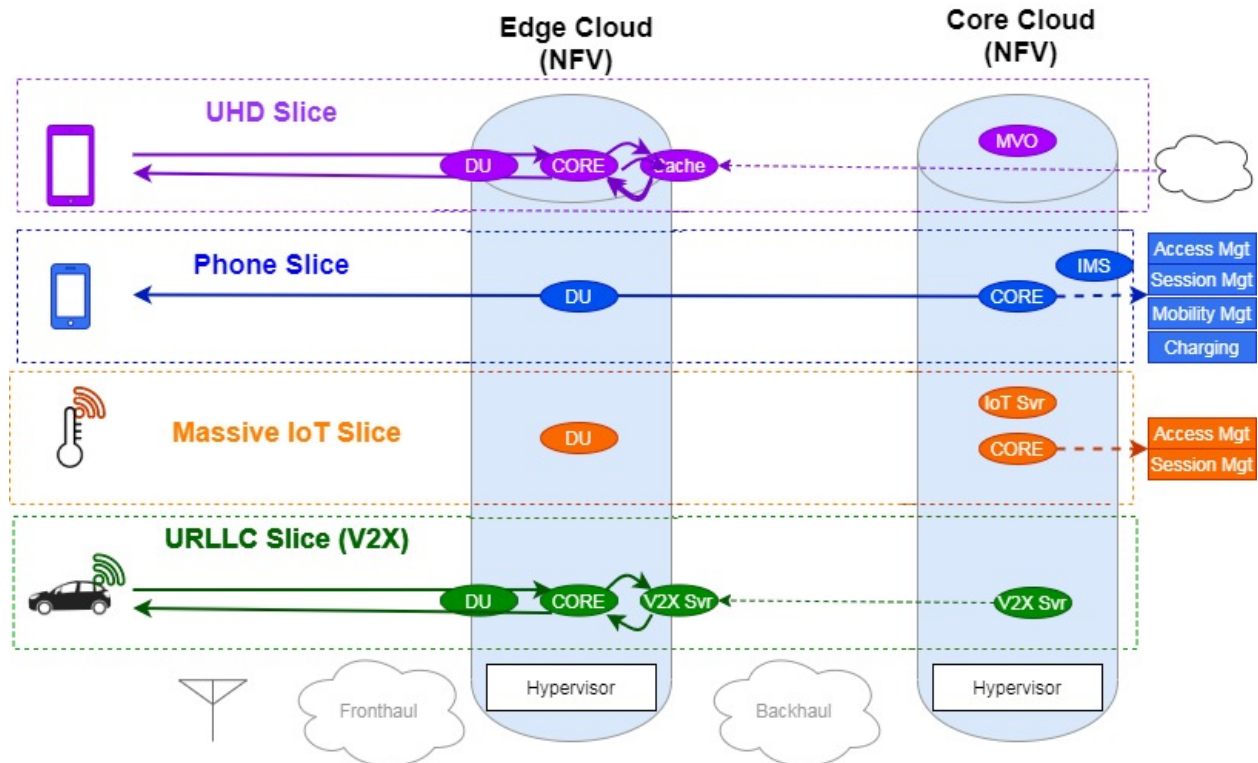 Edge Cloud
(NFV)
Core Cloud
(NFV)
UHD Slice
DU
CORE
Cache
MVO
Phone Slice
DU
CORE
IMS
Access Mgt
Session Mgt
Mobility Mgt
Charging
Massive IoT Slice
DU
IoT Svr
CORE
Access Mgt
Session Mgt
URLLC Slice (V2X)
DU
CORE
V2X Svr
V2X Svr
Fronthaul
Hypervisor
Backhaul
Hypervisor